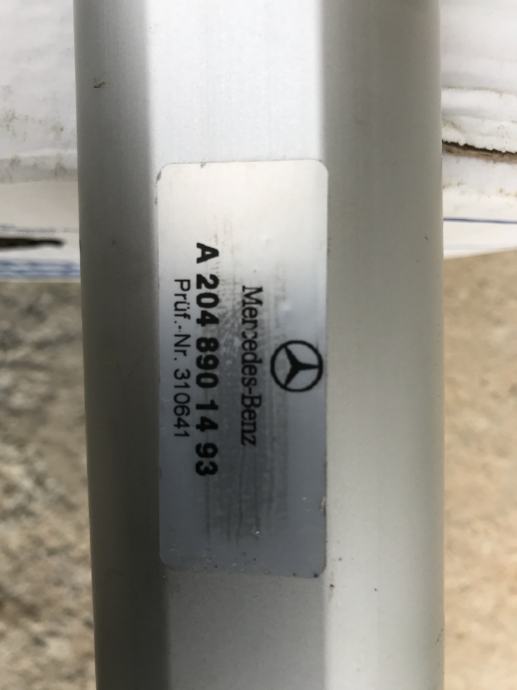 Mercedes-Benz
A 204 890 14 93
Prüf.-Nr. 310641